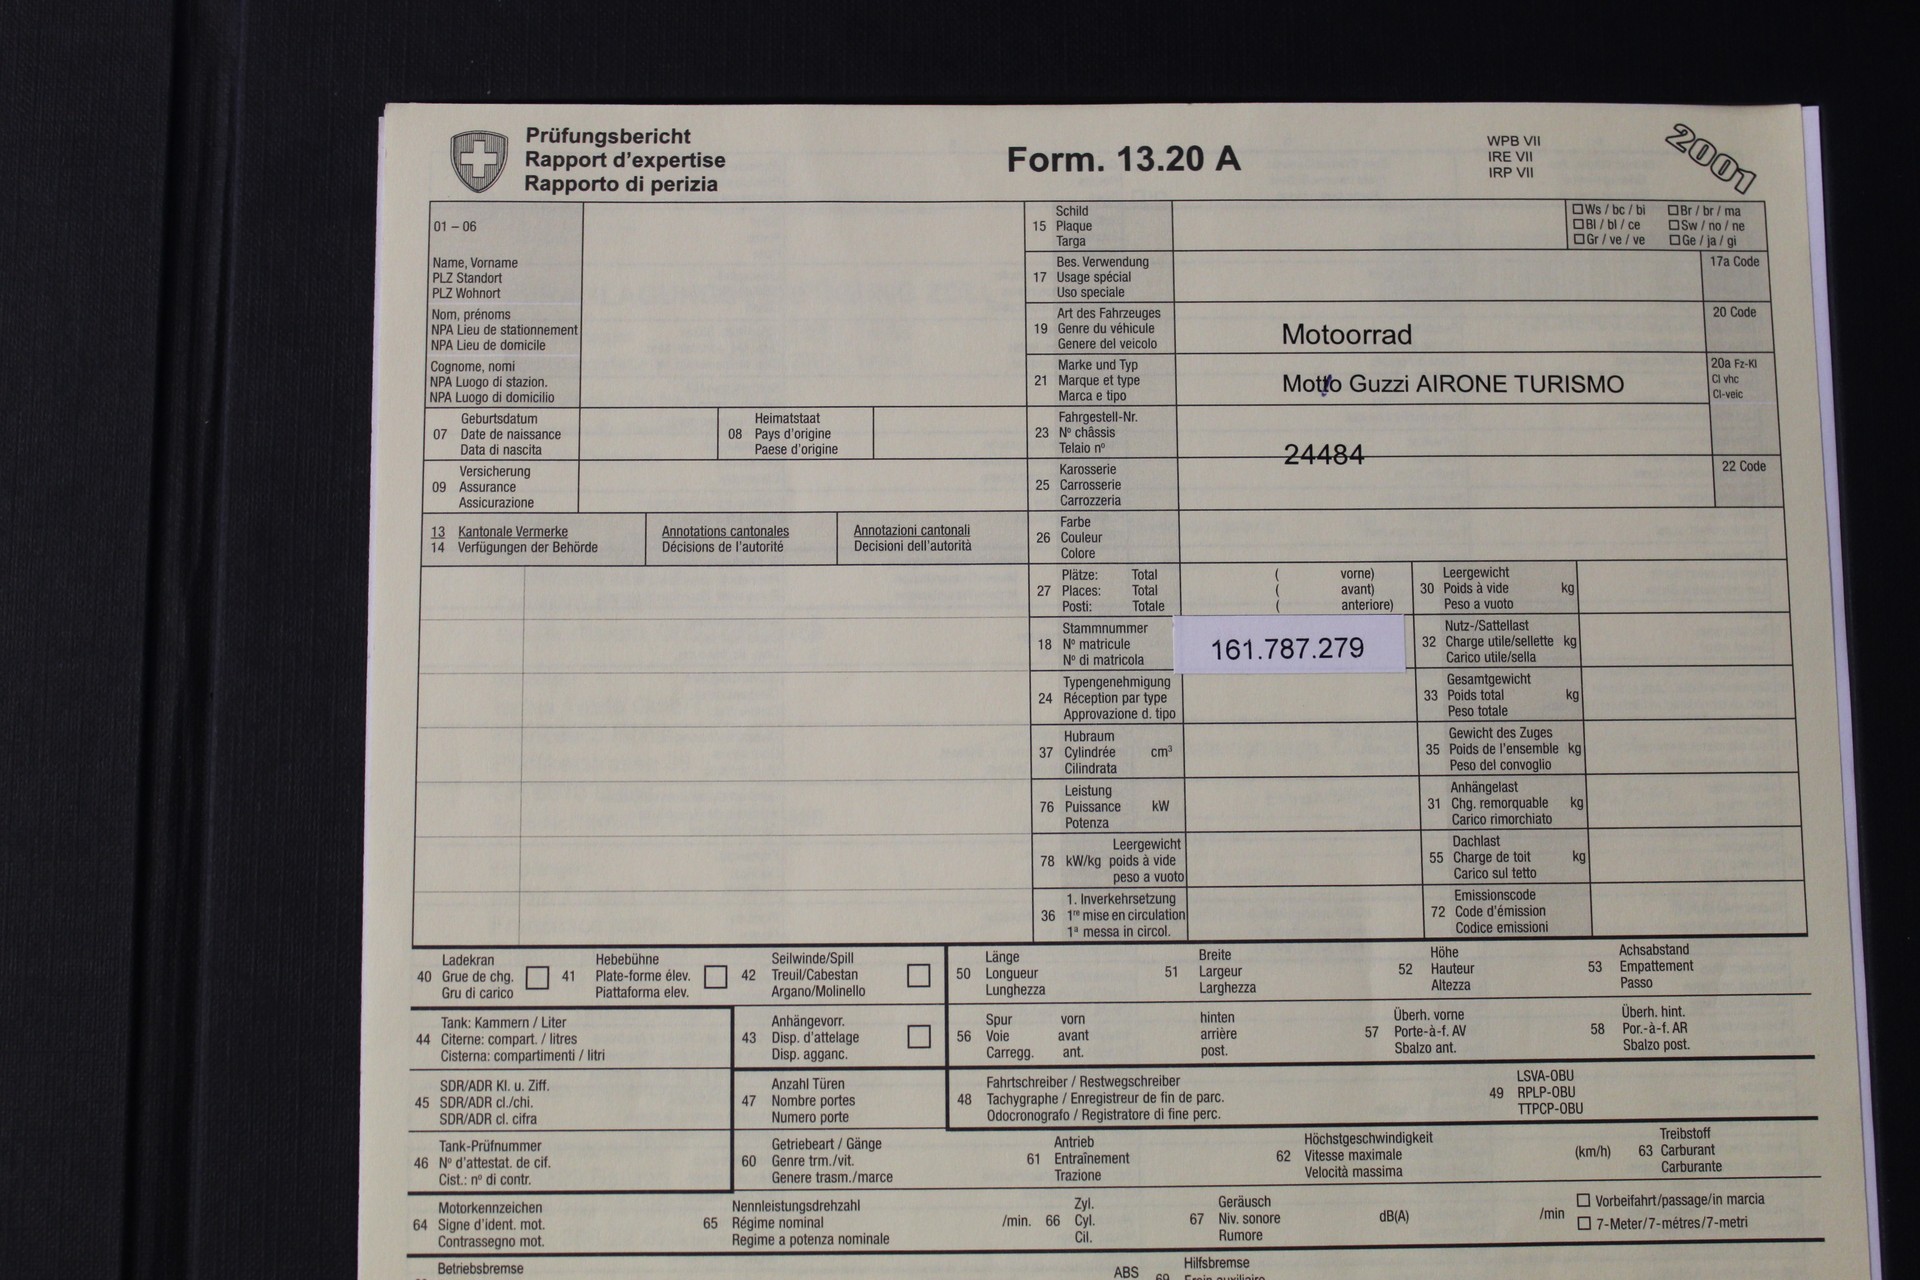 Prüfungsbericht
Rapport d'expertise
Rapporto di perizia
Form. 13.20 A
WPB VII
IRE VII
IRP VII
2001
01 – 06
Name, Vorname
PLZ Standort
PLZ Wohnort
Nom, prénoms
NPA Lieu de stationnement
NPA Lieu de domicile
Cognome, nomi
NPA Luogo di stazion.
NPA Luogo di domicilio
07 Geburtsdatum
Date de naissance
Data di nascita
08 Heimatstaat
Pays d'origine
Paese d'origine
09 Versicherung
Assurance
Assicurazione
13 Kantonale Vermerke
14 Verfügungen der Behörde
Annotations cantonales
Décisions de l'autorité
Annotazioni cantonali
Decisioni dell'autorità
15 Schild
Plaque
Targa
Ws / bc / bi Br / br / ma
Bl / bl / ce Sw / no / ne
Gr / ve / ve Ge / ja / gi
17 Bes. Verwendung
Usage spécial
Uso speciale
17a Code
19 Art des Fahrzeuges
Genre du véhicule
Genere del veicolo
Motoorrad
20 Code
21 Marke und Typ
Marque et type
Marca e tipo
Motto Guzzi AIRONE TURISMO
20a Fz-Kl
Cl vhc
Cl-veic
23 Fahrgestell-Nr.
Nº châssis
Telaio nº
24484
25 Karosserie
Carrosserie
Carrozzeria
22 Code
26 Farbe
Couleur
Colore
27 Plätze: Total ( vorne)
Places: Total ( avant)
Posti: Totale ( anteriore)
30 Leergewicht
Poids à vide kg
Peso a vuoto
18 Stammnummer
Nº matricule
Nº di matricola
161.787.279
32 Nutz-/Sattellast
Charge utile/sellette kg
Carico utile/sella
24 Typengenehmigung
Réception par type
Approvazione d. tipo
33 Gesamtgewicht
Poids total kg
Peso totale
37 Hubraum
Cylindrée cm³
Cilindrata
35 Gewicht des Zuges
Poids de l'ensemble kg
Peso del convoglio
76 Leistung
Puissance kW
Potenza
31 Anhängelast
Chg. remorquable kg
Carico rimorchiato
78 Leergewicht
kW/kg poids à vide
peso a vuoto
55 Dachlast
Charge de toit kg
Carico sul tetto
36 1. Inverkehrsetzung
1re mise en circulation
1ª messa in circol.
72 Emissionscode
Code d'émission
Codice emissioni
40 Ladekran
Grue de chg.
Gru di carico
41 Hebebühne
Plate-forme élev.
Piattaforma elev.
42 Seilwinde/Spill
Treuil/Cabestan
Argano/Molinello
50 Länge
Longueur
Lunghezza
51 Breite
Largeur
Larghezza
52 Höhe
Hauteur
Altezza
53 Achsabstand
Empattement
Passo
44 Tank: Kammern / Liter
Citerne: compart. / litres
Cisterna: compartimenti / litri
43 Anhängevorr.
Disp. d'attelage
Disp. agganc.
56 Spur vorn hinten
Voie avant arrière
Carregg. ant. post.
57 Überh. vorne
Porte-à-f. AV
Sbalzo ant.
58 Überh. hint.
Por.-à-f. AR
Sbalzo post.
45 SDR/ADR Kl. u. Ziff.
SDR/ADR cl./chi.
SDR/ADR cl. cifra
47 Anzahl Türen
Nombre portes
Numero porte
48 Fahrtschreiber / Restwegschreiber
Tachygraphe / Enregistreur de fin de parc.
Odocronografo / Registratore di fine perc.
49 LSVA-OBU
RPLP-OBU
TTPCP-OBU
46 Tank-Prüfnummer
Nº d'attestat. de cif.
Cist.: nº di contr.
60 Getriebeart / Gänge
Genre trm./vit.
Genere trasm./marce
61 Antrieb
Entraînement
Trazione
62 Höchstgeschwindigkeit
Vitesse maximale (km/h)
Velocità massima
63 Treibstoff
Carburant
Carburante
64 Motorkennzeichen
Signe d'ident. mot.
Contrassegno mot.
65 Nennleistungsdrehzahl
Régime nominal /min.
Regime a potenza nominale
66 Zyl.
Cyl.
Cil.
67 Geräusch
Niv. sonore dB(A) /min
Rumore
Vorbeifahrt/passage/in marcia
7-Meter/7-métres/7-metri
Betriebsbremse
ABS
69 Hilfsbremse